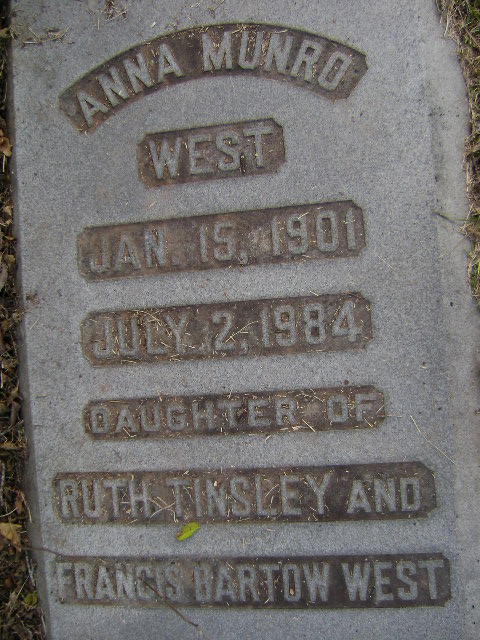 ANNA MUNRO
WEST
JAN. 15, 1901
JULY 2, 1984
DAUGHTER OF
RUTH TINSLEY AND
FRANCIS BARTOW WEST